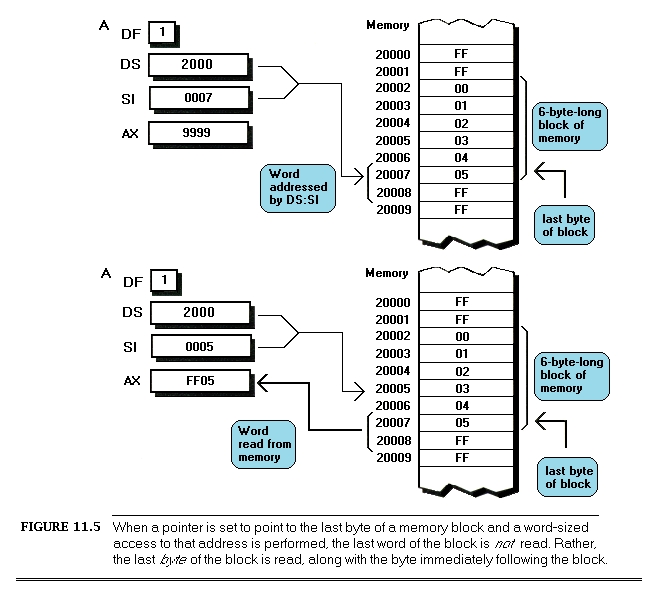 A
DF 1
DS 2000
SI 0007
AX 9999
Word
addressed
by DS:SI
Memory
20000 FF
20001 FF
20002 00
20003 01
20004 02
20005 03
20006 04
20007 05
20008 FF
20009 FF
6-byte-long
block of
memory
last byte
of block
A
DF 1
DS 2000
SI 0005
AX FF05
Word
read from
memory
Memory
20000 FF
20001 FF
20002 00
20003 01
20004 02
20005 03
20006 04
20007 05
20008 FF
20009 FF
6-byte-long
block of
memory
last byte
of block
FIGURE 11.5 When a pointer is set to point to the last byte of a memory block and a word-sized
access to that address is performed, the last word of the block is not read. Rather,
the last byte of the block is read, along with the byte immediately following the block.